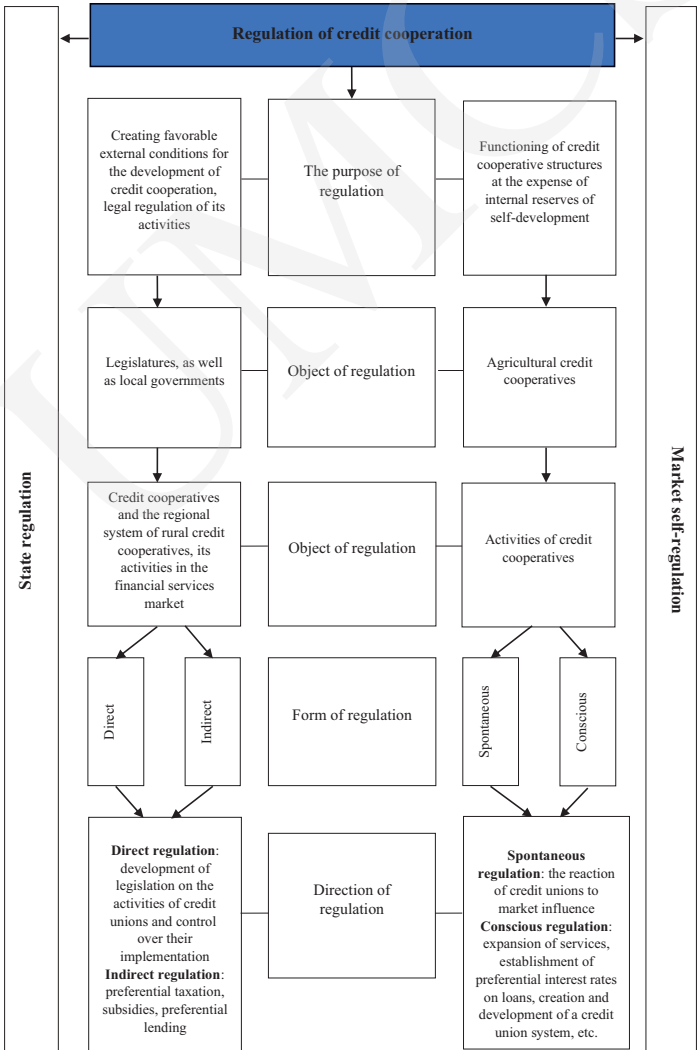 Regulation of credit cooperation
State regulation
Market self-regulation
Creating favorable
external conditions for
the development of
credit cooperation,
legal regulation of its
activities
The purpose of
regulation
Functioning of credit
cooperative structures
at the expense of
internal reserves of
self-development
Legislatures, as well
as local governments
Object of regulation
Agricultural credit
cooperatives
Credit cooperatives
and the regional
system of rural credit
cooperatives, its
activities in the
financial services
market
Object of regulation
Activities of credit
cooperatives
Direct
Indirect
Form of regulation
Spontaneous
Conscious
Direct regulation:
development of
legislation on the
activities of credit
unions and control
over their
implementation
Indirect regulation:
preferential taxation,
subsidies, preferential
lending
Direction of
regulation
Spontaneous
regulation: the reaction
of credit unions to
market influence
Conscious regulation:
expansion of services,
establishment of
preferential interest rates
on loans, creation and
development of a credit
union system, etc.
UMC